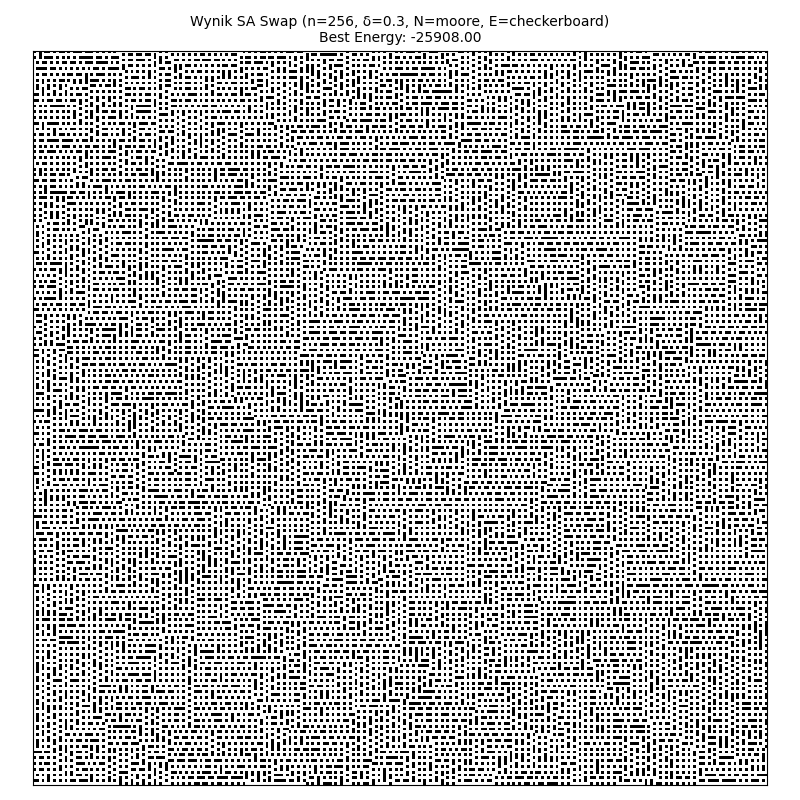 Wynik SA Swap (n=256, δ=0.3, N=moore, E=checkerboard)
Best Energy: -25908.00